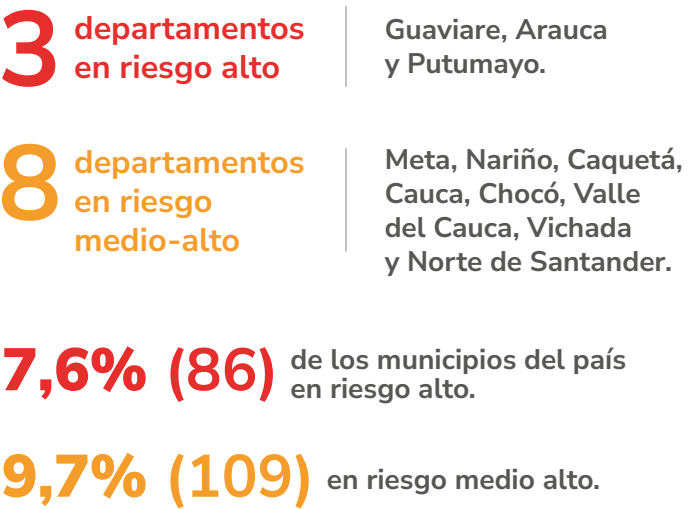 3 departamentos
en riesgo alto
Guaviare, Arauca
y Putumayo.
8 departamentos
en riesgo
medio-alto
Meta, Nariño, Caquetá,
Cauca, Chocó, Valle
del Cauca, Vichada
y Norte de Santander.
7,6% (86) de los municipios del país
en riesgo alto.
9,7% (109) en riesgo medio alto.